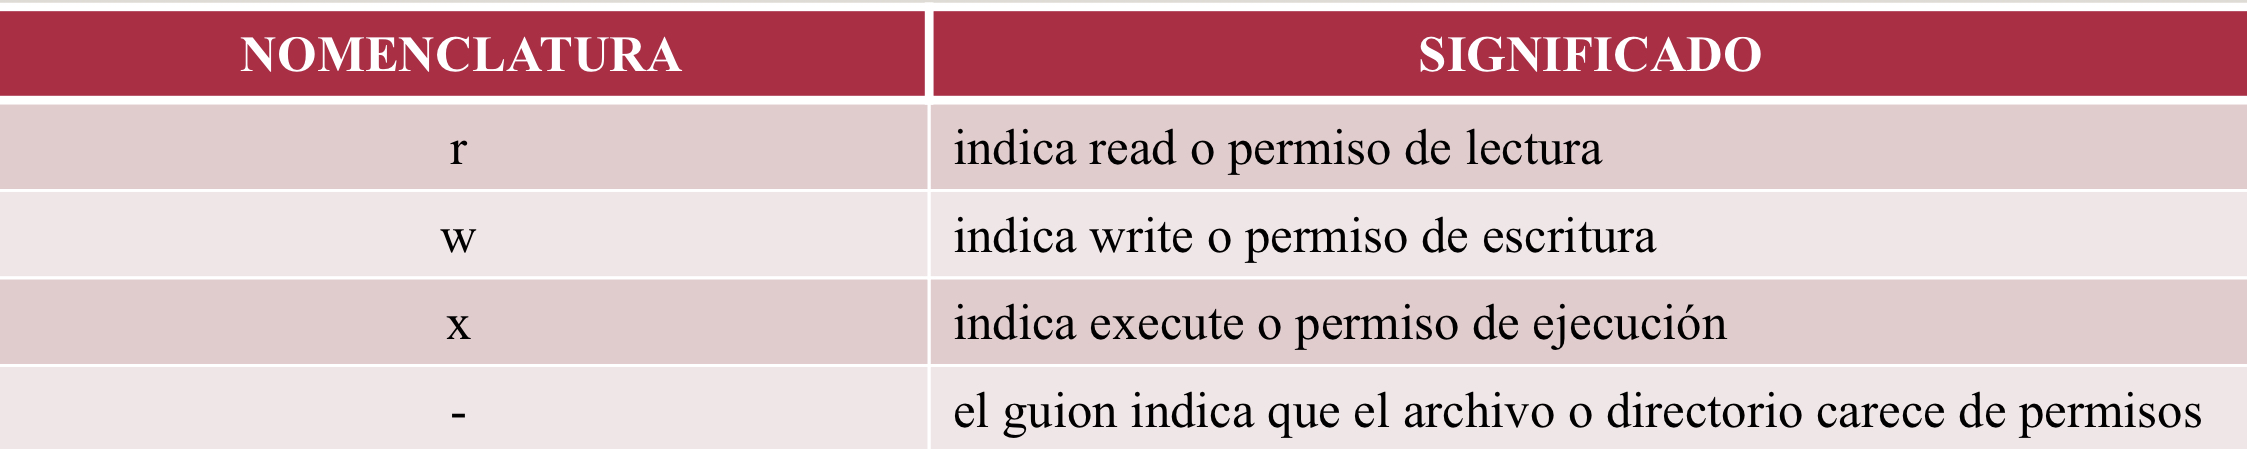 NOMENCLATURA SIGNIFICADO
r indica read o permiso de lectura
w indica write o permiso de escritura
x indica execute o permiso de ejecución
- el guion indica que el archivo o directorio carece de permisos